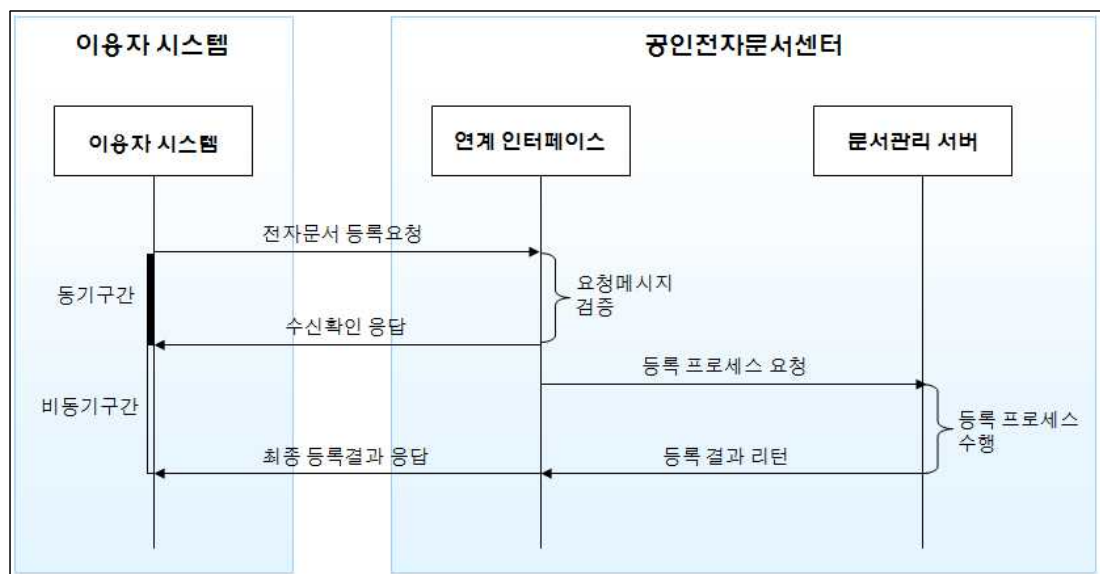 이용자 시스템
공인전자문서센터
이용자 시스템
연계 인터페이스
문서관리 서버
전자문서 등록요청
동기구간
요청메시지
검증
수신확인 응답
등록 프로세스 요청
비동기구간
등록 프로세스
수행
최종 등록결과 응답
등록 결과 리턴